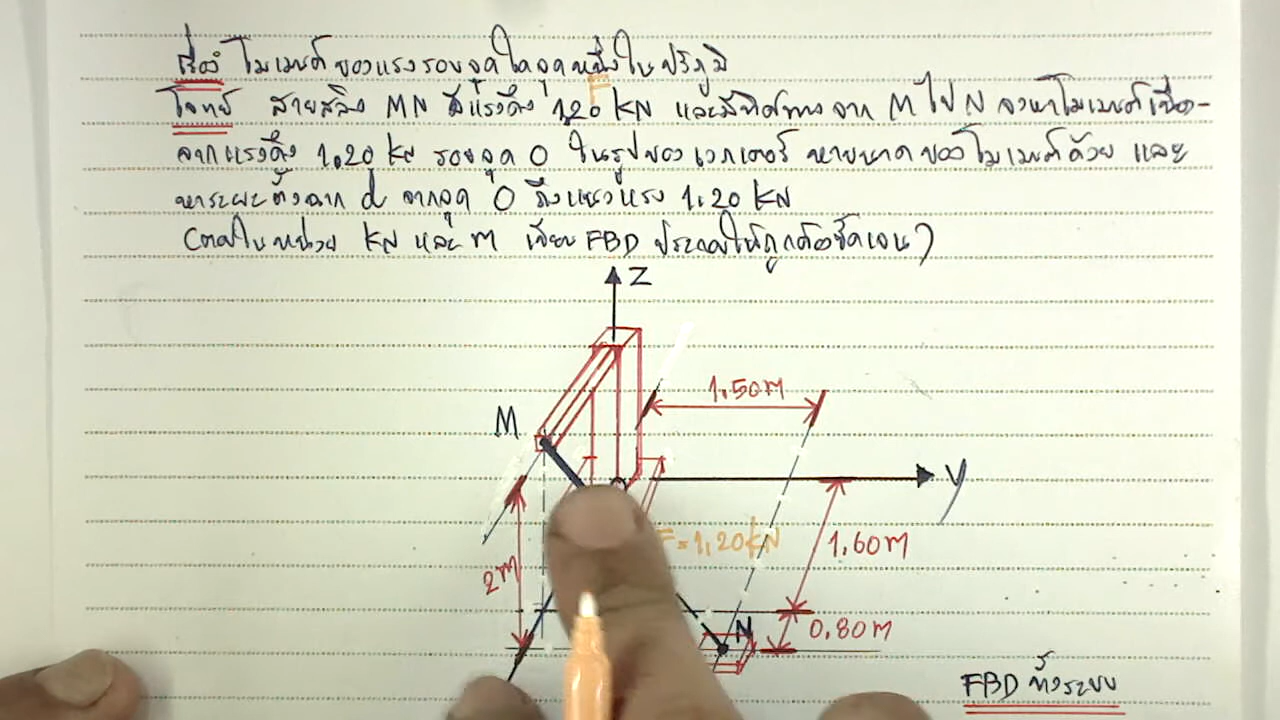 เรื่อง โมเมนต์ของแรงรอบจุดใดจุดหนึ่งในปริภูมิ
F
โจทย์ สายสลิง MN มีแรงดึง 1.20 KN และมีทิศทางจาก M ไป N จงหาโมเมนต์เนื่อง-
จากแรงดึง 1.20 KN รอบจุด O ในรูปของเวกเตอร์ หาขนาดของโมเมนต์ด้วย และ
หาระยะตั้งฉาก d จากจุด O ถึงแนวแรง 1.20 KN
(ตอบในหน่วย KN และ m เขียน FBD ประกอบให้ถูกต้องชัดเจน)
Z
1.50m
M
y
F=1.20KN
1.60m
2m
N
0.80m
FBD ทั้งระบบ